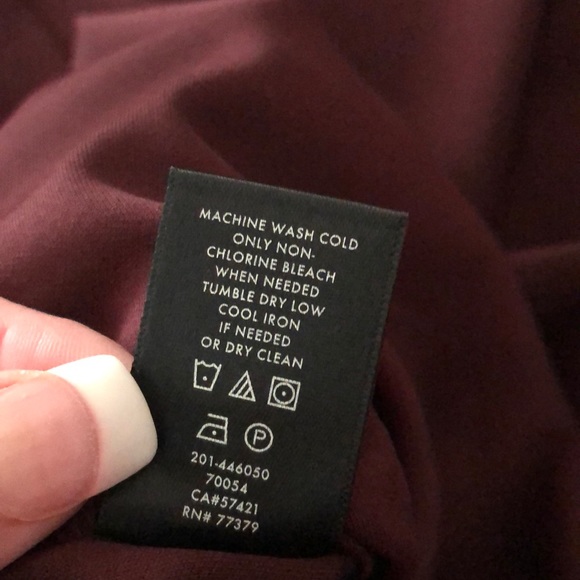 MACHINE WASH COLD
ONLY NON-
CHLORINE BLEACH
WHEN NEEDED
TUMBLE DRY LOW
COOL IRON
IF NEEDED
OR DRY CLEAN
P
201-446050
70054
CA#57421
RN# 77379